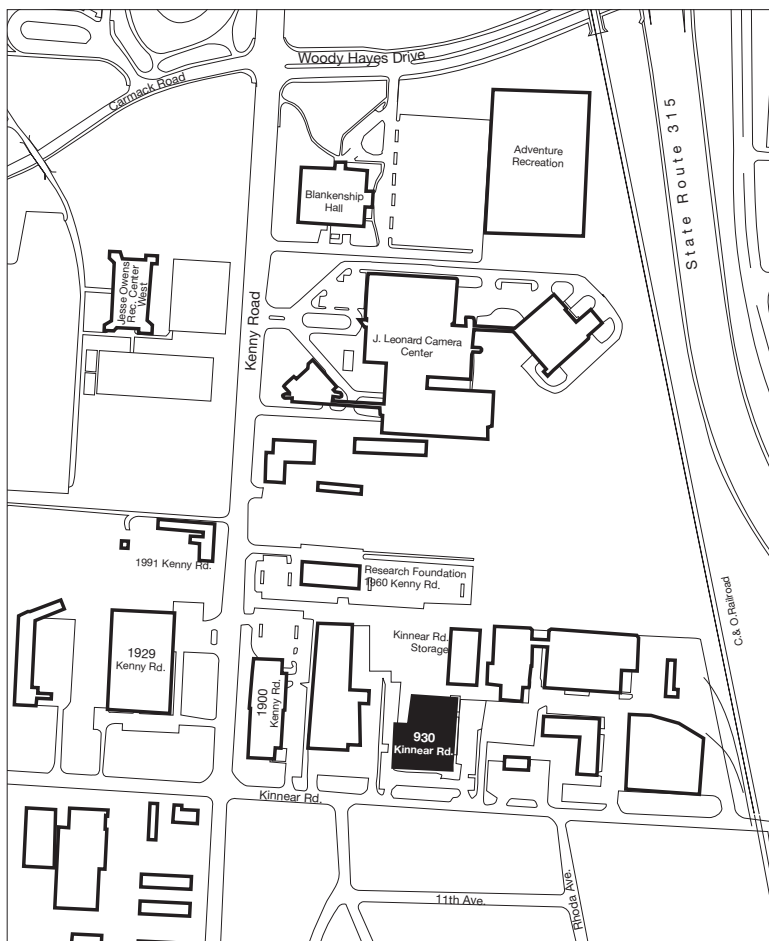 Woody Hayes Drive
Carmack Road
State Route 315
Adventure
Recreation
Blankenship
Hall
Jesse Owens
Rec. Center
West
Kenny Road
J. Leonard Camera
Center
1991 Kenny Rd.
Research Foundation
1960 Kenny Rd.
C.& O.Railroad
Kinnear Rd.
Storage
1929
Kenny Rd.
1900
Kenny Rd.
930
Kinnear Rd.
Kinnear Rd.
11th Ave.
Rhoda Ave.